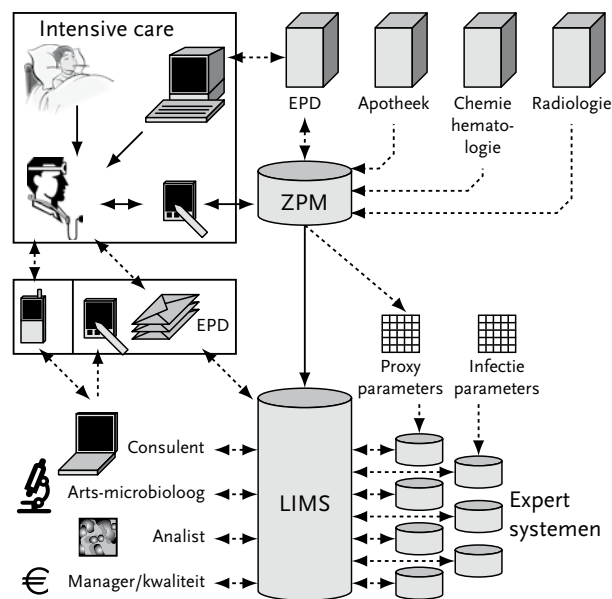 Intensive care
EPD
Apotheek
Chemie
hemato-
logie
Radiologie
ZPM
EPD
Proxy
parameters
Infectie
parameters
Consulent
Arts-microbioloog
Analist
€ Manager/kwaliteit
LIMS
Expert
systemen